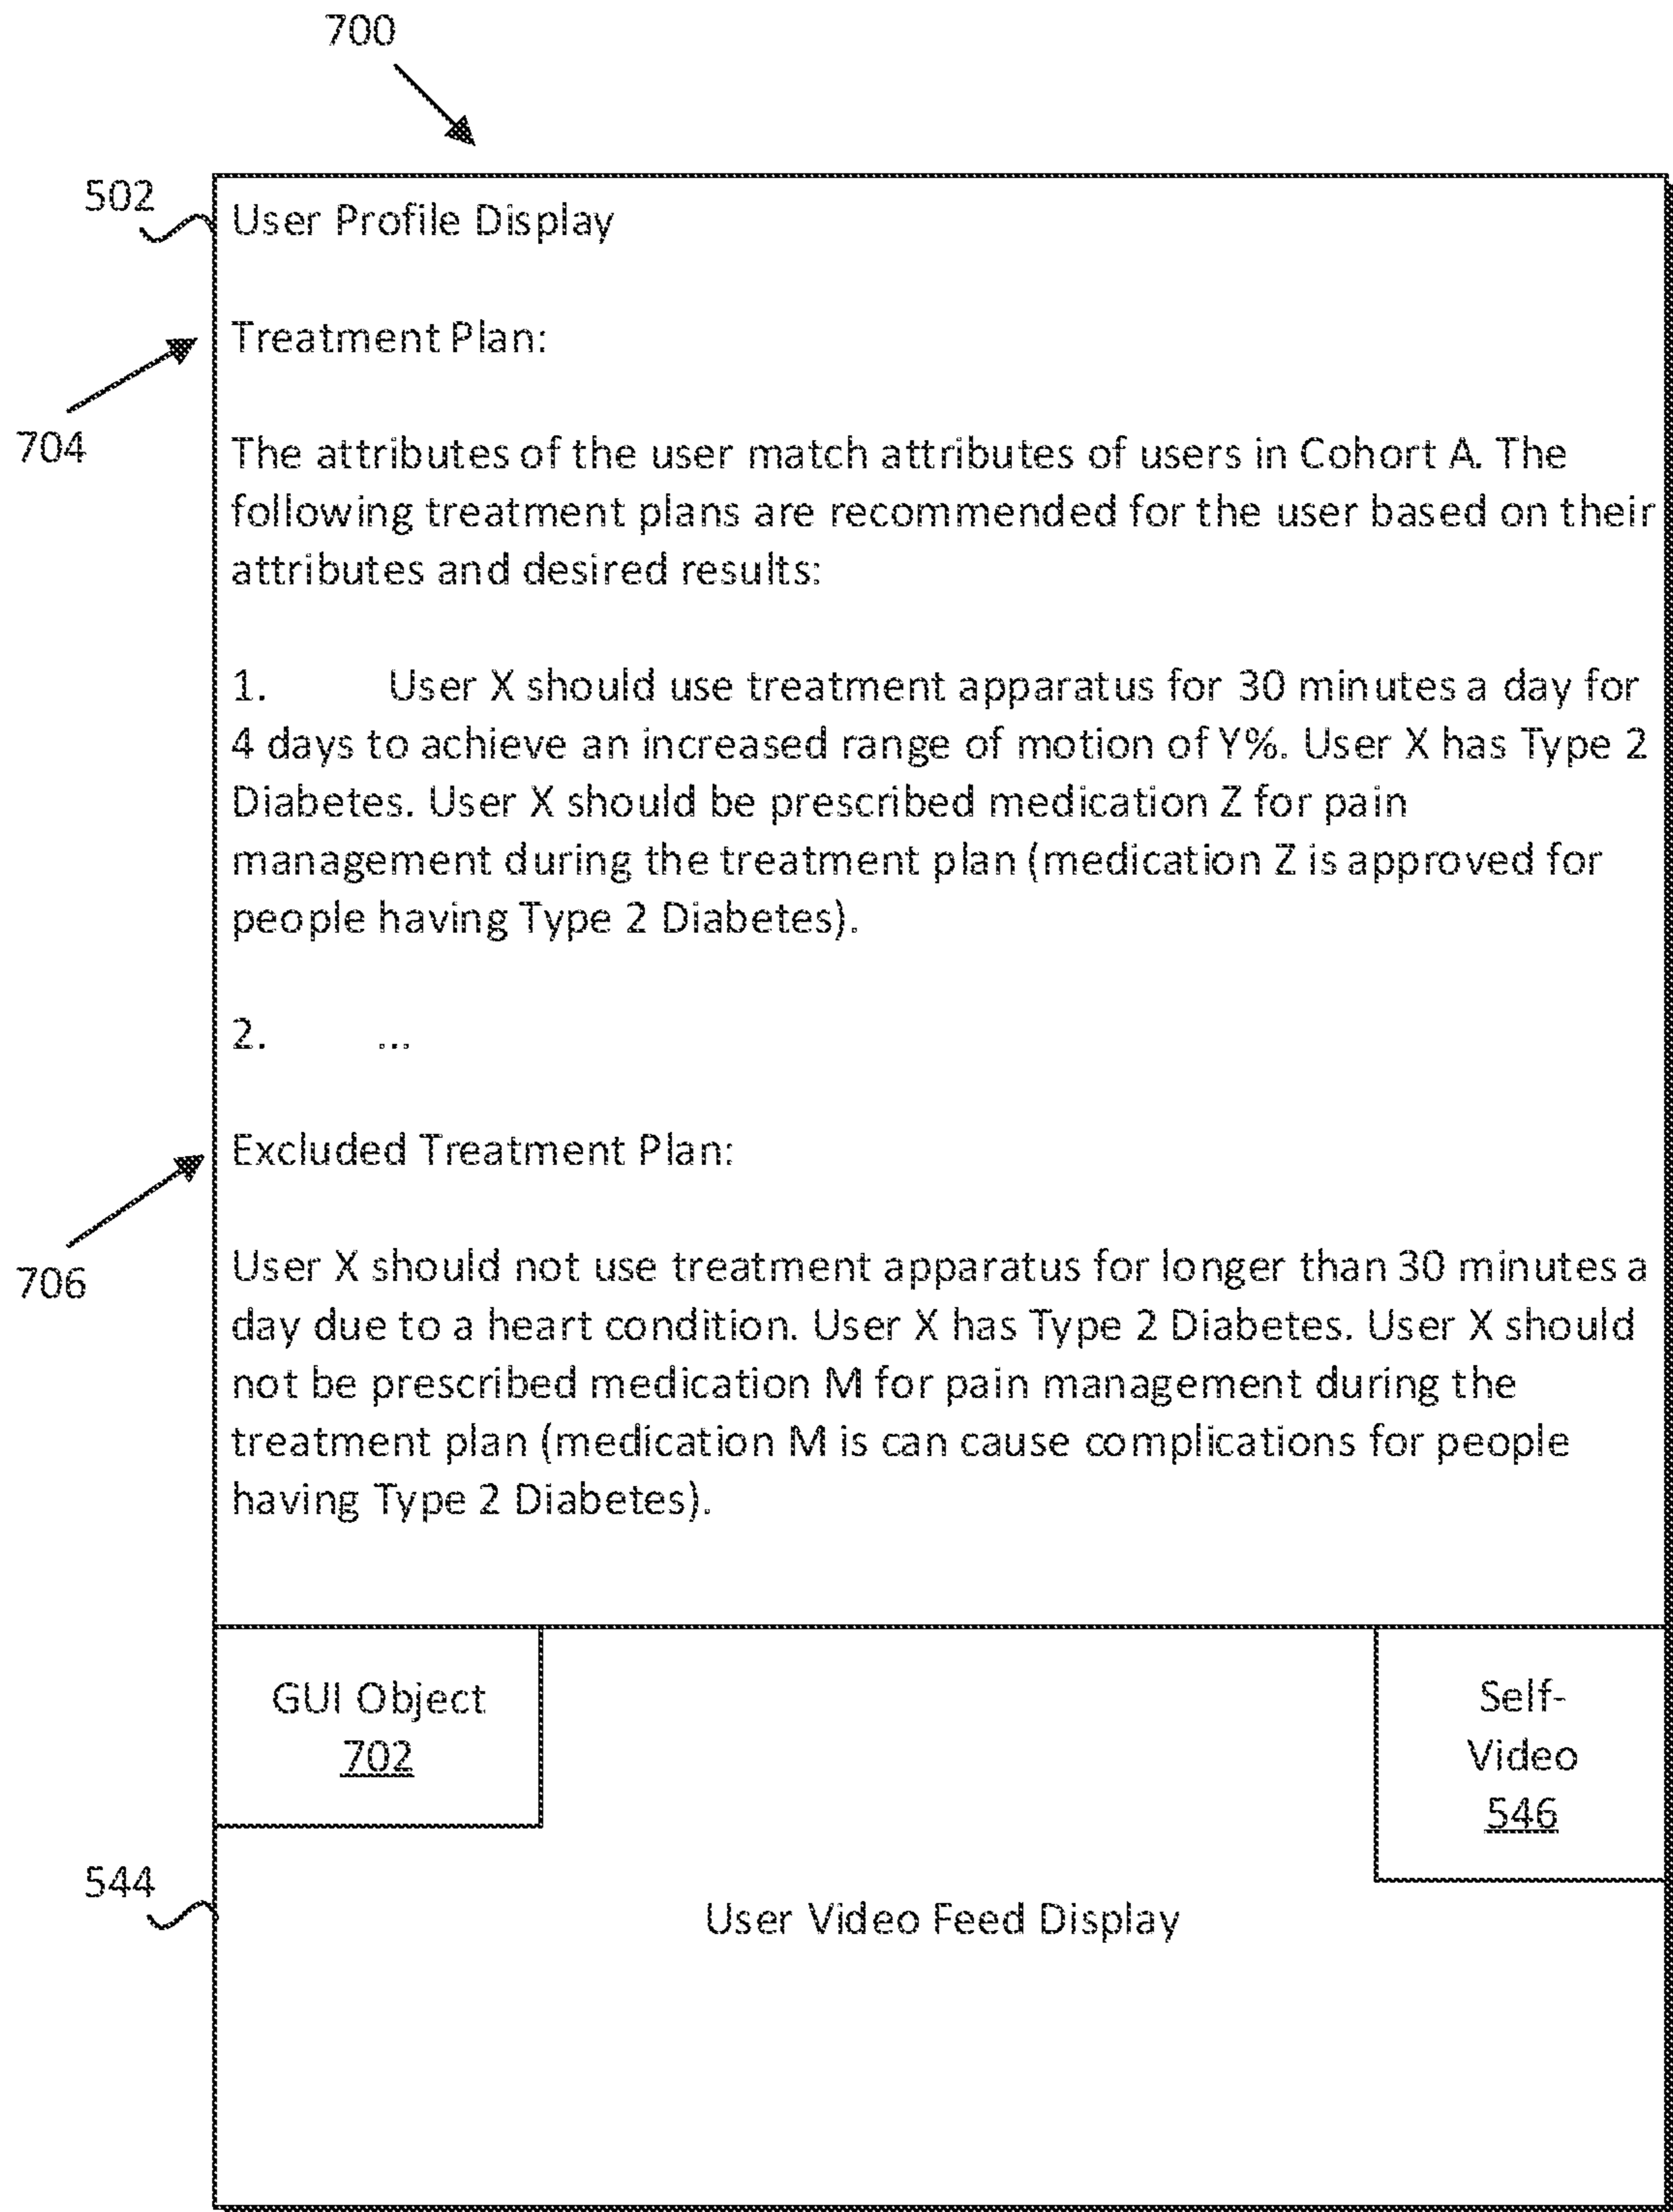 700
502
User Profile Display
Treatment Plan:
704
The attributes of the user match attributes of users in Cohort A. The
following treatment plans are recommended for the user based on their
attributes and desired results:
1. User X should use treatment apparatus for 30 minutes a day for
4 days to achieve an increased range of motion of Y%. User X has Type 2
Diabetes. User X should be prescribed medication Z for pain
management during the treatment plan (medication Z is approved for
people having Type 2 Diabetes).
2. ...
Excluded Treatment Plan:
706
User X should not use treatment apparatus for longer than 30 minutes a
day due to a heart condition. User X has Type 2 Diabetes. User X should
not be prescribed medication M for pain management during the
treatment plan (medication M is can cause complications for people
having Type 2 Diabetes).
GUI Object
702
Self-
Video
546
544
User Video Feed Display